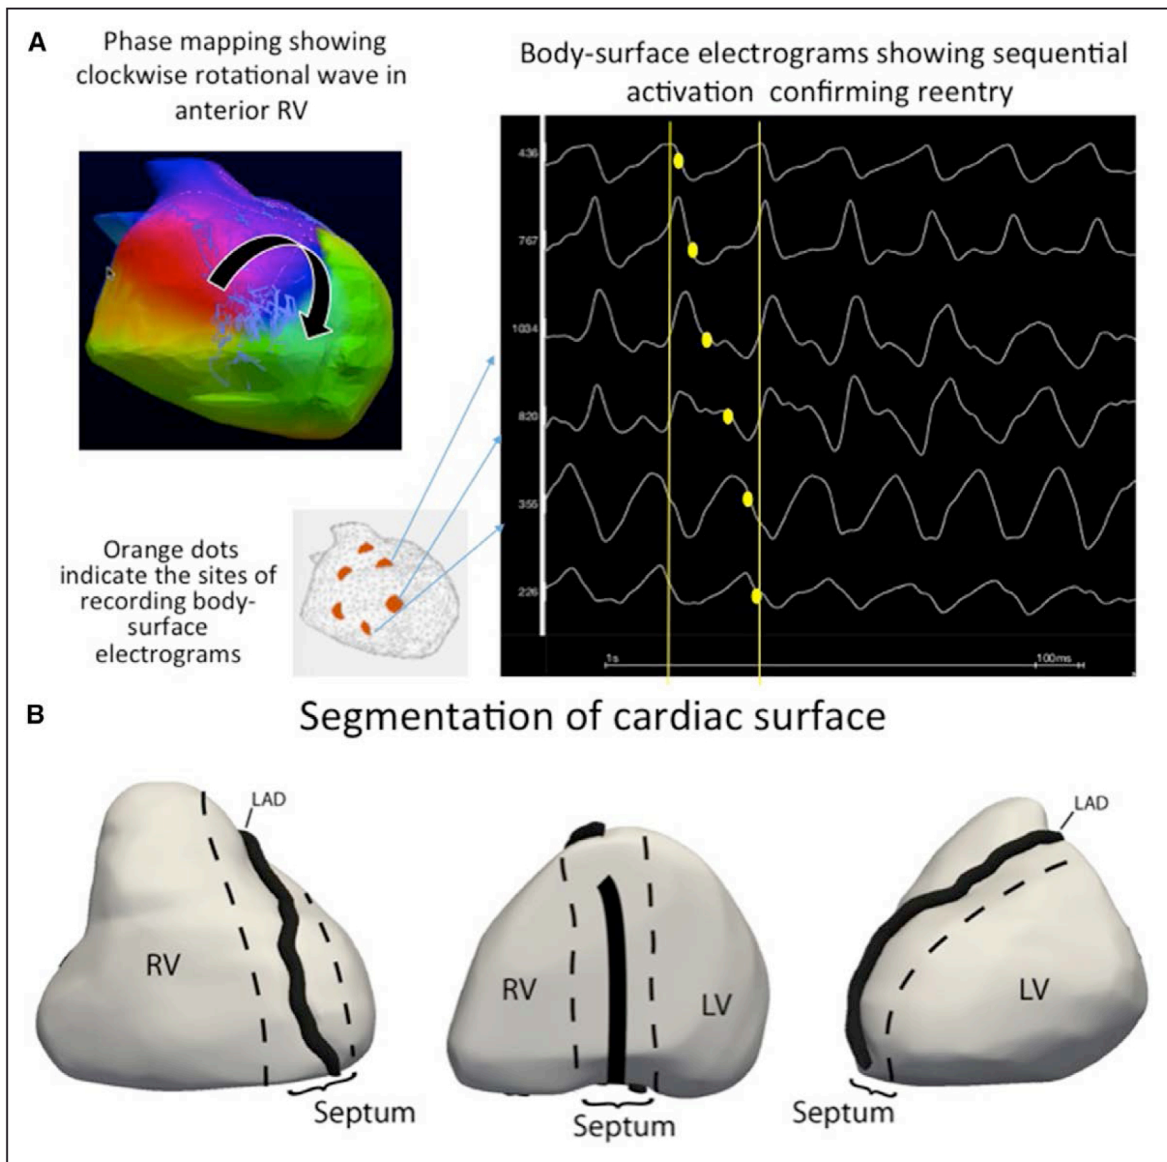 A
Phase mapping showing
clockwise rotational wave in
anterior RV
Body-surface electrograms showing sequential
activation confirming reentry
436
767
1034
820
355
226
1s
100ms
Orange dots
indicate the sites of
recording body-
surface
electrograms
B
Segmentation of cardiac surface
LAD
RV
Septum
RV
LV
Septum
LAD
LV
Septum